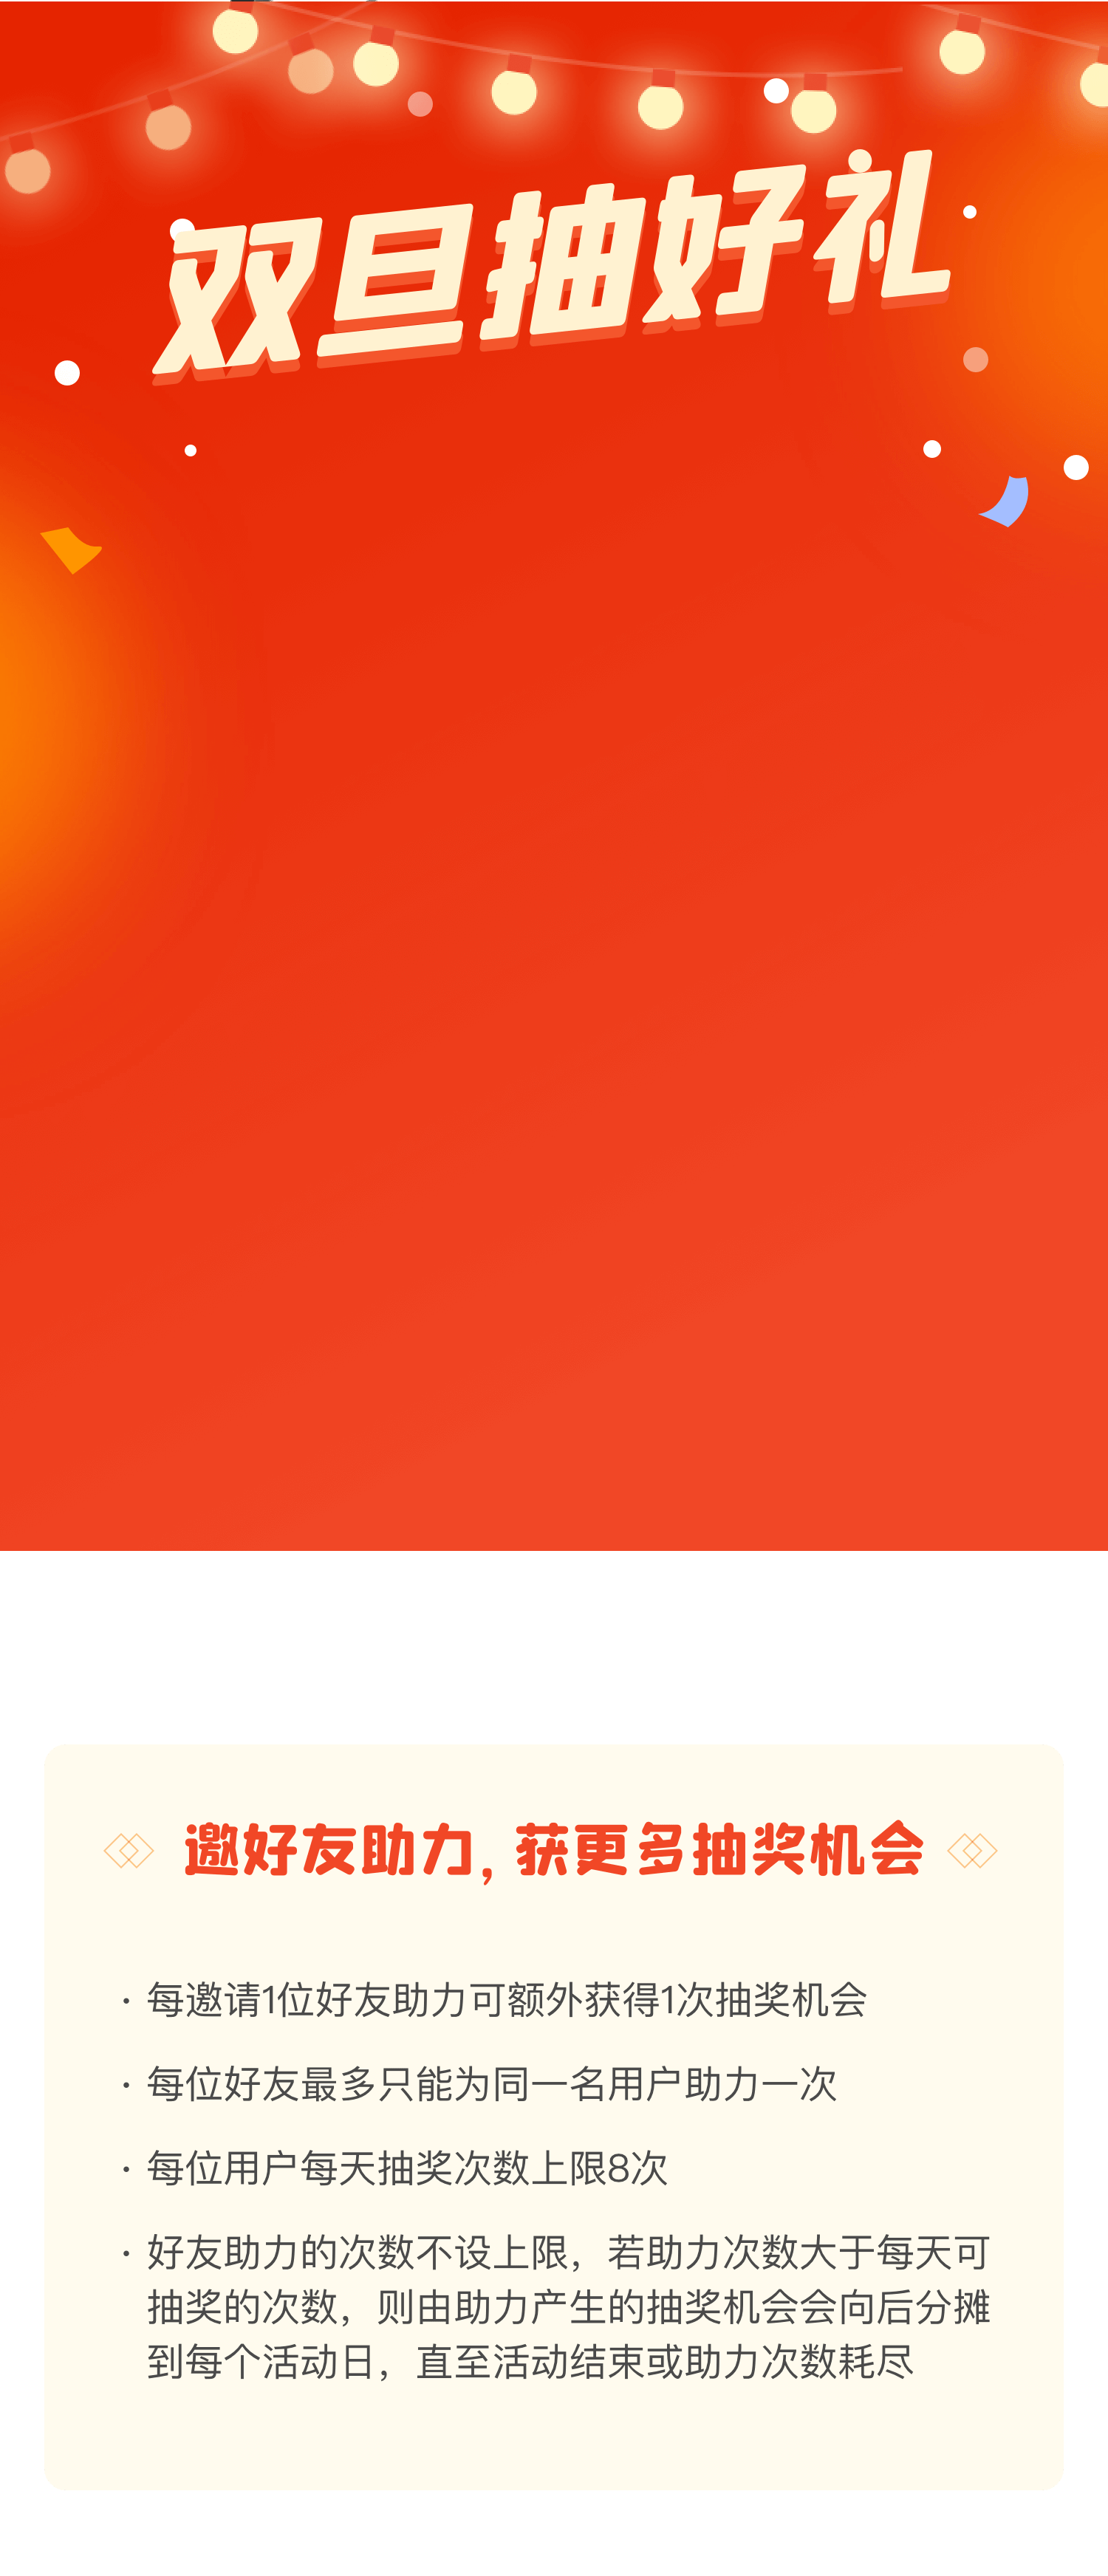 双旦抽好礼
邀好友助力，获更多抽奖机会
· 每邀请1位好友助力可额外获得1次抽奖机会
· 每位好友最多只能为同一名用户助力一次
· 每位用户每天抽奖次数上限8次
· 好友助力的次数不设上限，若助力次数大于每天可
抽奖的次数，则由助力产生的抽奖机会会向后分摊
到每个活动日，直至活动结束或助力次数耗尽